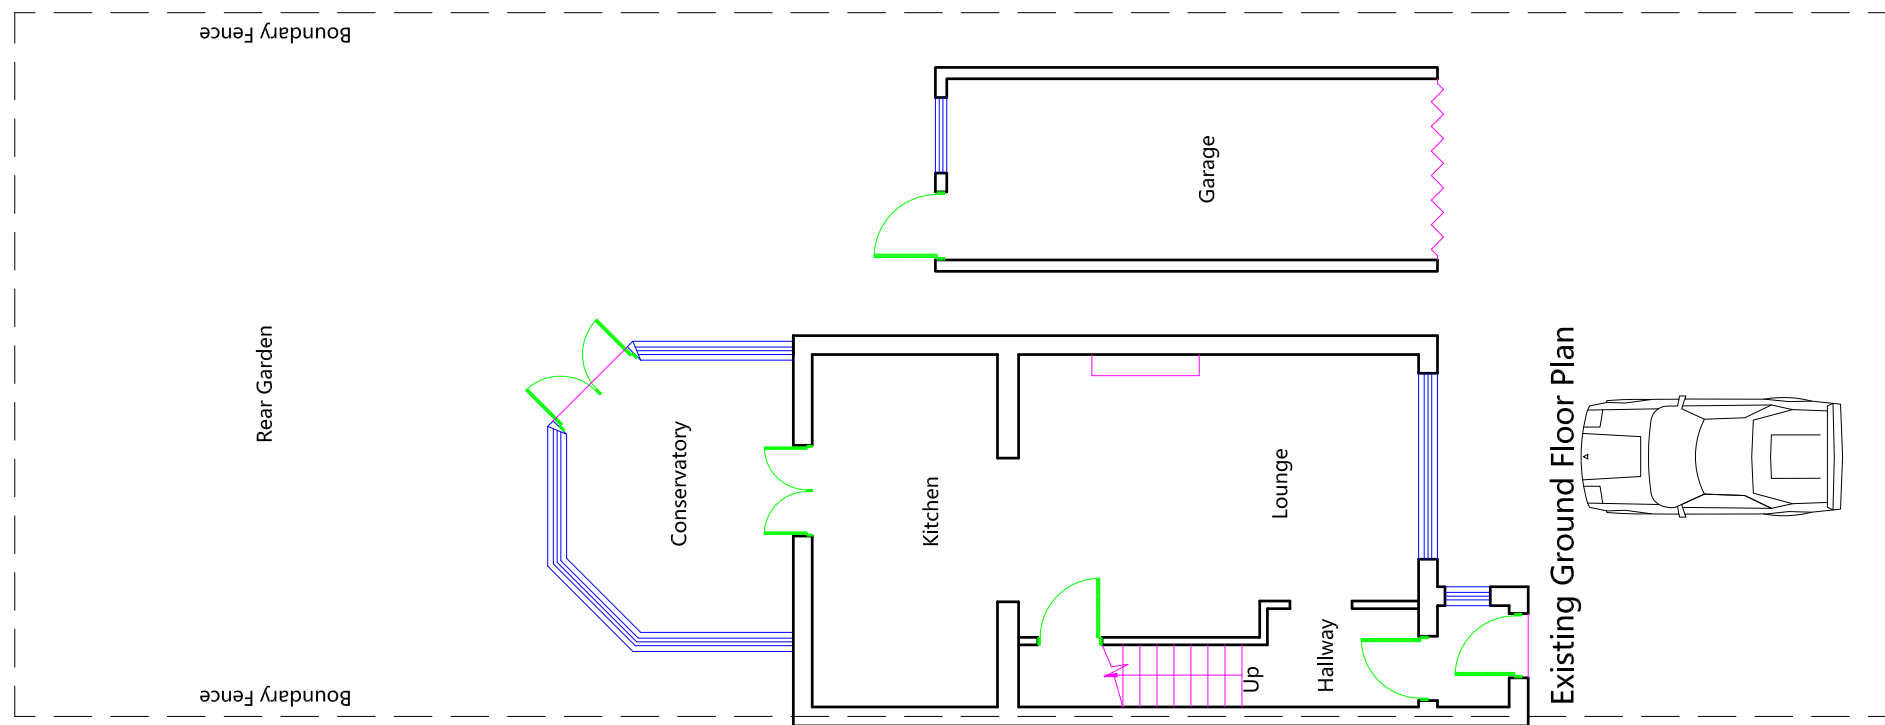 Boundary Fence
Garage
Rear Garden
Conservatory
Kitchen
Lounge
Existing Ground Floor Plan
Hallway
Up
Boundary Fence